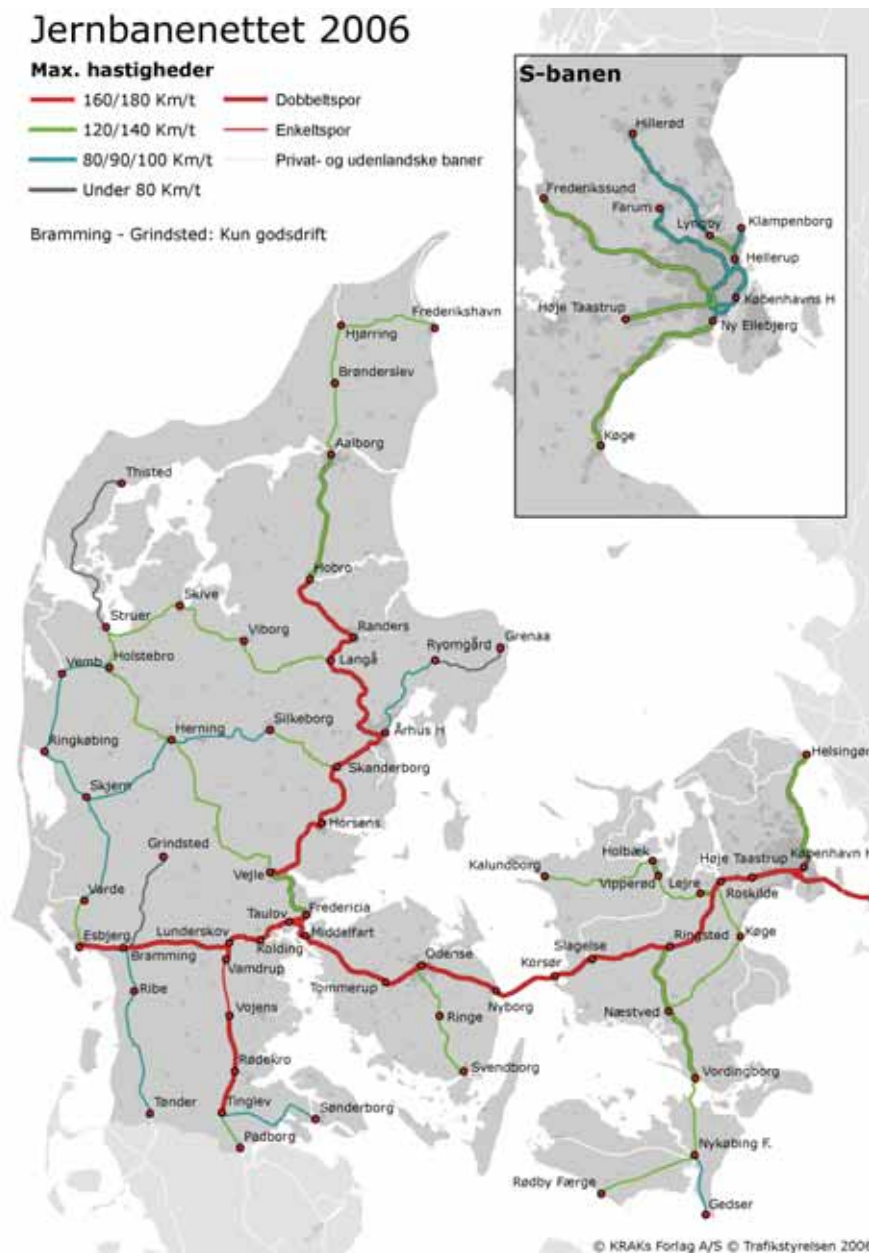 Jernbanenettet 2006
Max. hastigheder
160/180 Km/t
Dobbeltspor
120/140 Km/t
Enkeltspor
80/90/100 Km/t
Privat- og udenlandske baner
Under 80 Km/t
Bramming - Grindsted: Kun godsdrift
S-banen
Hillerød
Frederikssund
Farum
Lyngby
Klampenborg
Hellerup
Københavns H
Høje Taastrup
Ny Ellebjerg
Køge
Frederikshavn
Hjørring
Brønderslev
Aalborg
Thisted
Hobro
Skive
Struer
Viborg
Randers
Ryomgård
Grenaa
Langå
Vemb
Holstebro
Herning
Silkeborg
Århus H
Ringkøbing
Skanderborg
Helsingør
Skjern
Horsens
Grindsted
Vejle
Kalundborg
Holbæk
Høje Taastrup
København H
Vipperød
Lejre
Roskilde
Varde
Taulov
Fredericia
Esbjerg
Lunderskov
Middelfart
Kolding
Bramming
Vamdrup
Odense
Slagelse
Ringsted
Køge
Korsør
Ribe
Tommerup
Nyborg
Vojens
Ringe
Næstved
Rødekro
Svendborg
Vordingborg
Tønder
Tinglev
Sønderborg
Padborg
Nykøbing F.
Rødby Færge
Gedser
© KRAKs Forlag A/S © Trafikstyrelsen 2006